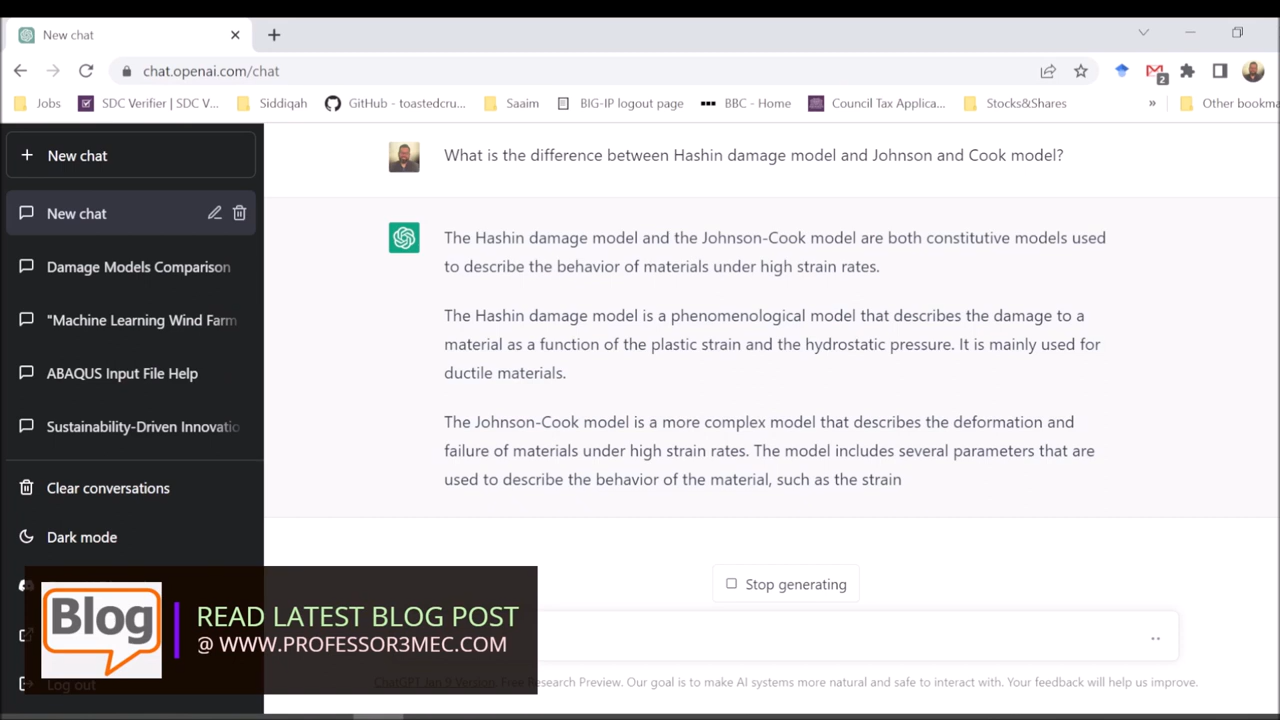 New chat
chat.openai.com/chat
2
Jobs
SDC Verifier | SDC V...
Siddiqah
GitHub - toastedcru...
Saaim
BIG-IP logout page
BBC - Home
Council Tax Applica...
Stocks&Shares
»
Other bookma
New chat
New chat
Damage Models Comparison
"Machine Learning Wind Farm
ABAQUS Input File Help
Sustainability-Driven Innovatio
Clear conversations
Dark mode
Log out
What is the difference between Hashin damage model and Johnson and Cook model?
The Hashin damage model and the Johnson-Cook model are both constitutive models used
to describe the behavior of materials under high strain rates.
The Hashin damage model is a phenomenological model that describes the damage to a
material as a function of the plastic strain and the hydrostatic pressure. It is mainly used for
ductile materials.
The Johnson-Cook model is a more complex model that describes the deformation and
failure of materials under high strain rates. The model includes several parameters that are
used to describe the behavior of the material, such as the strain
Stop generating
ChatGPT Jan 9 Version. Free Research Preview. Our goal is to make AI systems more natural and safe to interact with. Your feedback will help us improve.
Blog
READ LATEST BLOG POST
@ WWW.PROFESSOR3MEC.COM